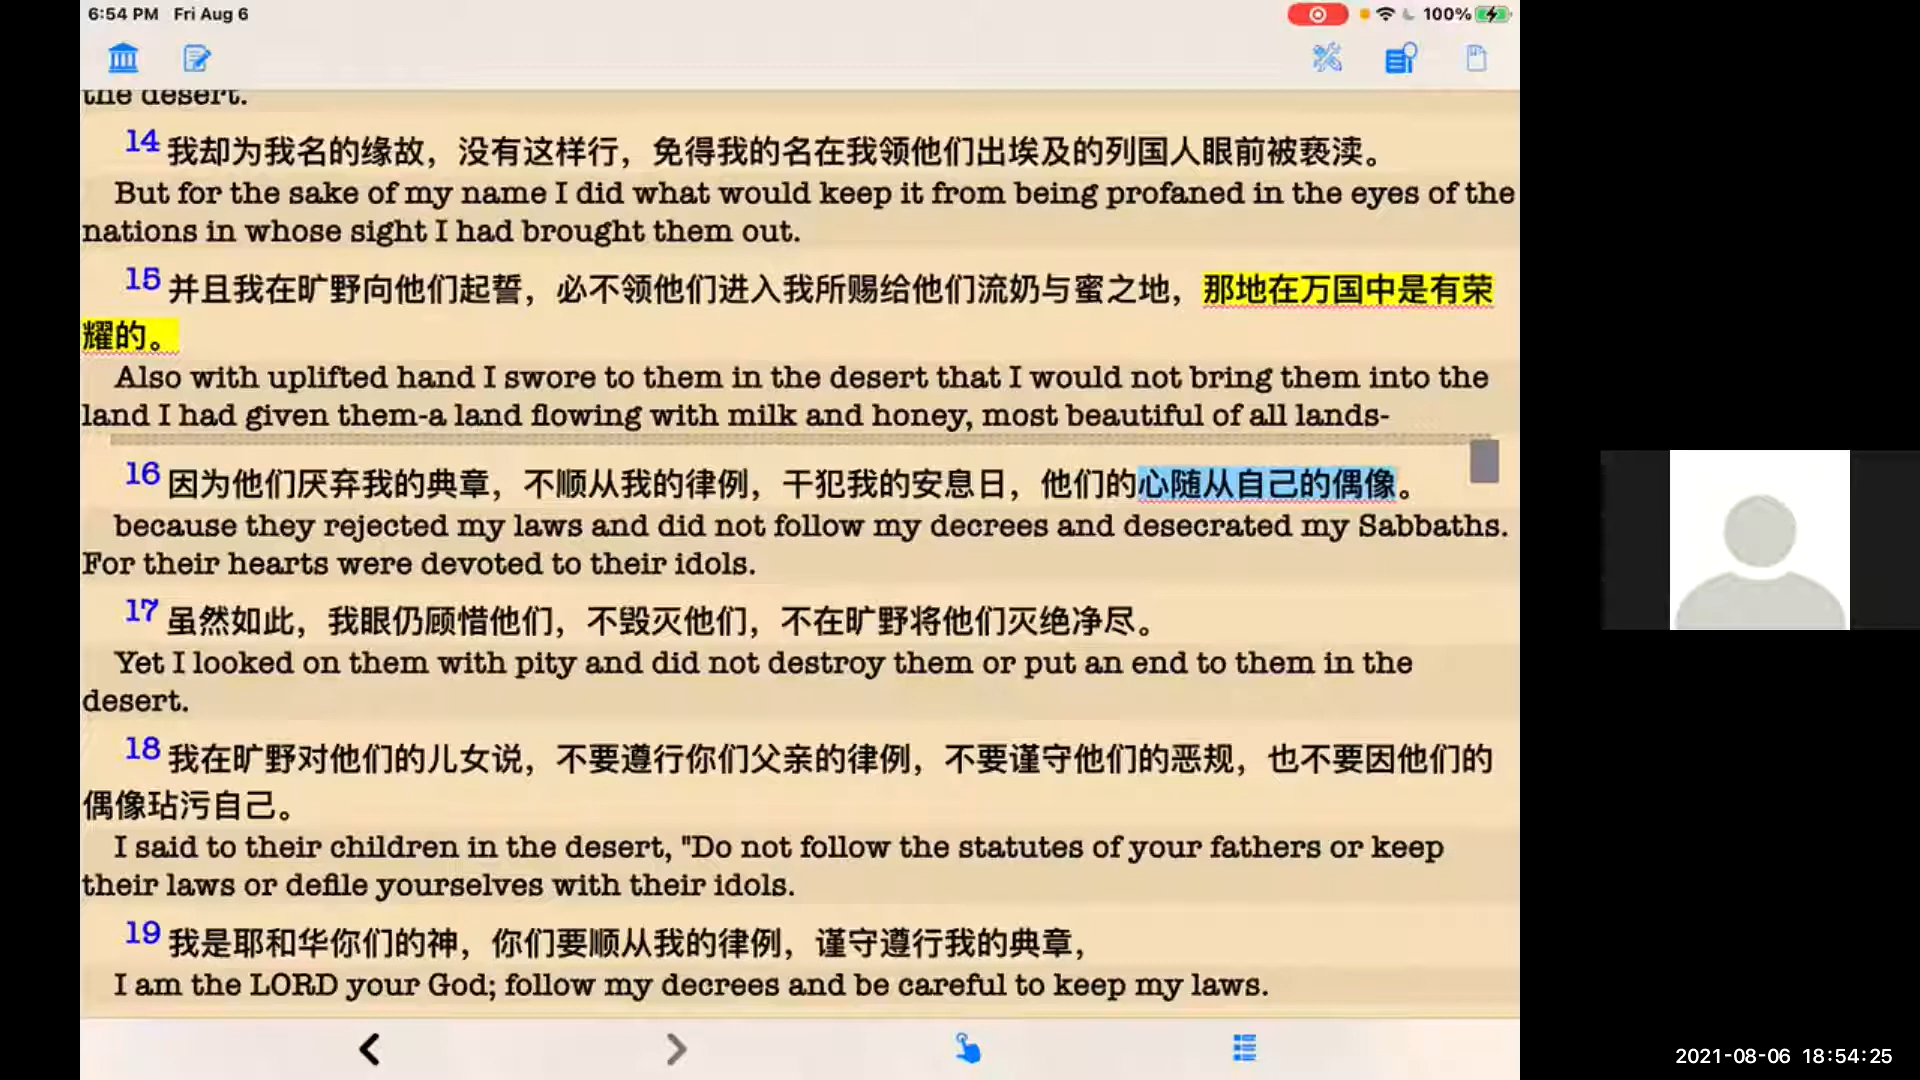 6:54 PM Fri Aug 6 100%
the desert.
14 我却为我名的缘故，没有这样行，免得我的名在我领他们出埃及的列国人眼前被亵渎。
But for the sake of my name I did what would keep it from being profaned in the eyes of the
nations in whose sight I had brought them out.
15 并且我在旷野向他们起誓，必不领他们进入我所赐给他们流奶与蜜之地，那地在万国中是有荣
耀的。
Also with uplifted hand I swore to them in the desert that I would not bring them into the
land I had given them-a land flowing with milk and honey, most beautiful of all lands-
16 因为他们厌弃我的典章，不顺从我的律例，干犯我的安息日，他们的心随从自己的偶像。
because they rejected my laws and did not follow my decrees and desecrated my Sabbaths.
For their hearts were devoted to their idols.
17 虽然如此，我眼仍顾惜他们，不毁灭他们，不在旷野将他们灭绝净尽。
Yet I looked on them with pity and did not destroy them or put an end to them in the
desert.
18 我在旷野对他们的儿女说，不要遵行你们父亲的律例，不要谨守他们的恶规，也不要因他们的
偶像玷污自己。
I said to their children in the desert, "Do not follow the statutes of your fathers or keep
their laws or defile yourselves with their idols.
19 我是耶和华你们的神，你们要顺从我的律例，谨守遵行我的典章，
I am the LORD your God; follow my decrees and be careful to keep my laws.
2021-08-06 18:54:25